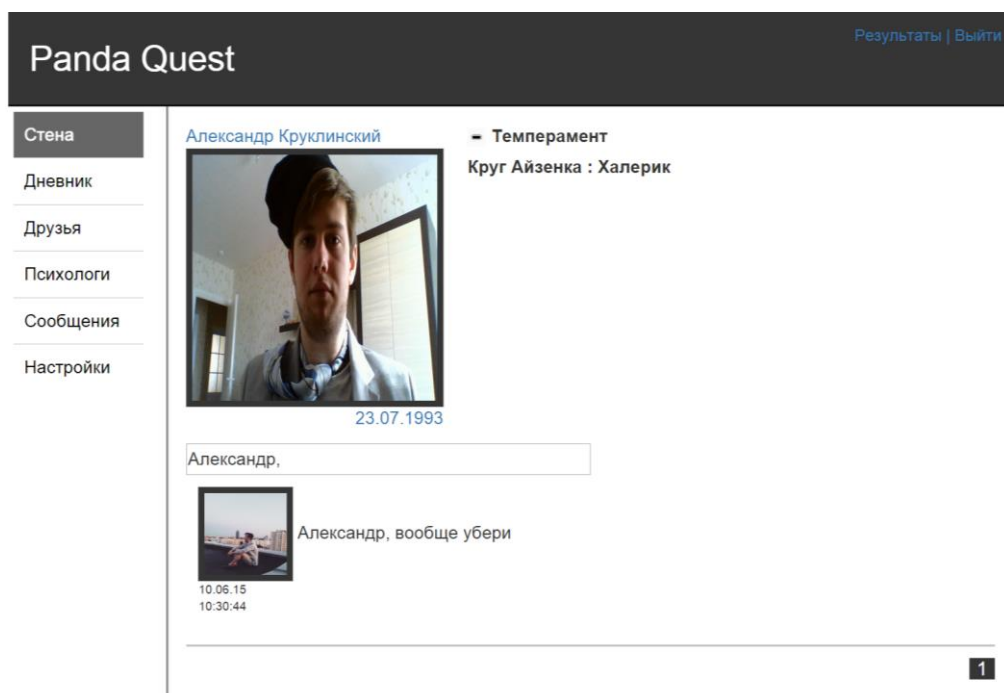 Panda Quest
Результаты | Выйти
Стена
Дневник
Друзья
Психологи
Сообщения
Настройки
Александр Круклинский
- Темперамент
Круг Айзенка : Халерик
23.07.1993
Александр,
Александр, вообще убери
10.06.15
10:30:44
1